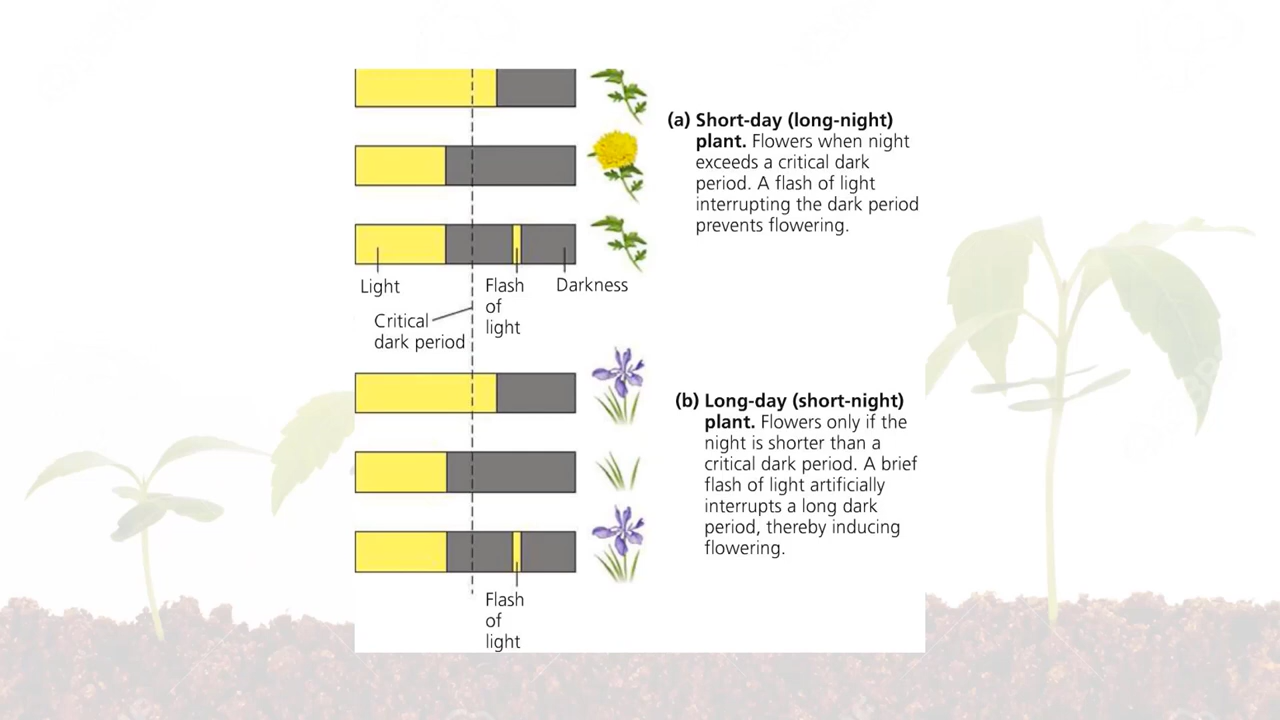 (a) Short-day (long-night)
plant. Flowers when night
exceeds a critical dark
period. A flash of light
interrupting the dark period
prevents flowering.
Light
Flash
of
light
Darkness
Critical
dark period
(b) Long-day (short-night)
plant. Flowers only if the
night is shorter than a
critical dark period. A brief
flash of light artificially
interrupts a long dark
period, thereby inducing
flowering.
Flash
of
light